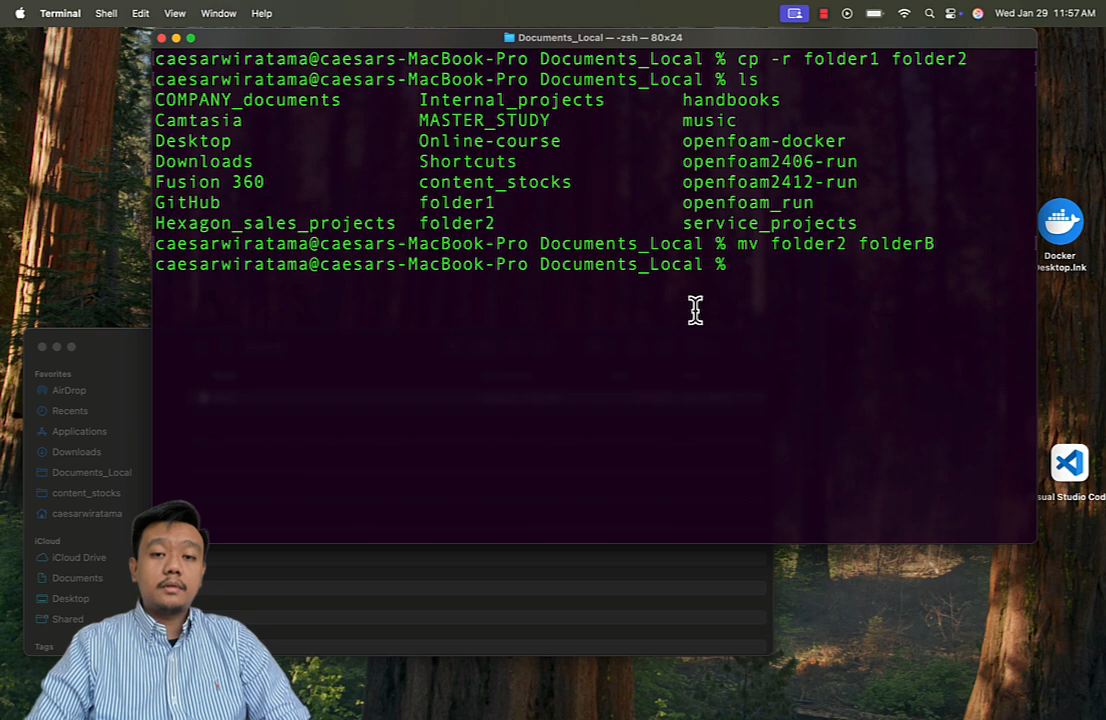 Terminal Shell Edit View Window Help
Wed Jan 29 11:57 AM
Documents_Local — -zsh — 80×24
caesarwiratama@caesars-MacBook-Pro Documents_Local % cp -r folder1 folder2
caesarwiratama@caesars-MacBook-Pro Documents_Local % ls
COMPANY_documents Internal_projects handbooks
Camtasia MASTER_STUDY music
Desktop Online-course openfoam-docker
Downloads Shortcuts openfoam2406-run
Fusion 360 content_stocks openfoam2412-run
GitHub folder1 openfoam_run
Hexagon_sales_projects folder2 service_projects
caesarwiratama@caesars-MacBook-Pro Documents_Local % mv folder2 folderB
caesarwiratama@caesars-MacBook-Pro Documents_Local %
Docker
Desktop.lnk
sual Studio Cod
Favorites
AirDrop
Recents
Applications
Downloads
Documents_Local
content_stocks
caesarwiratama
iCloud
iCloud Drive
Documents
Desktop
Shared
Tags